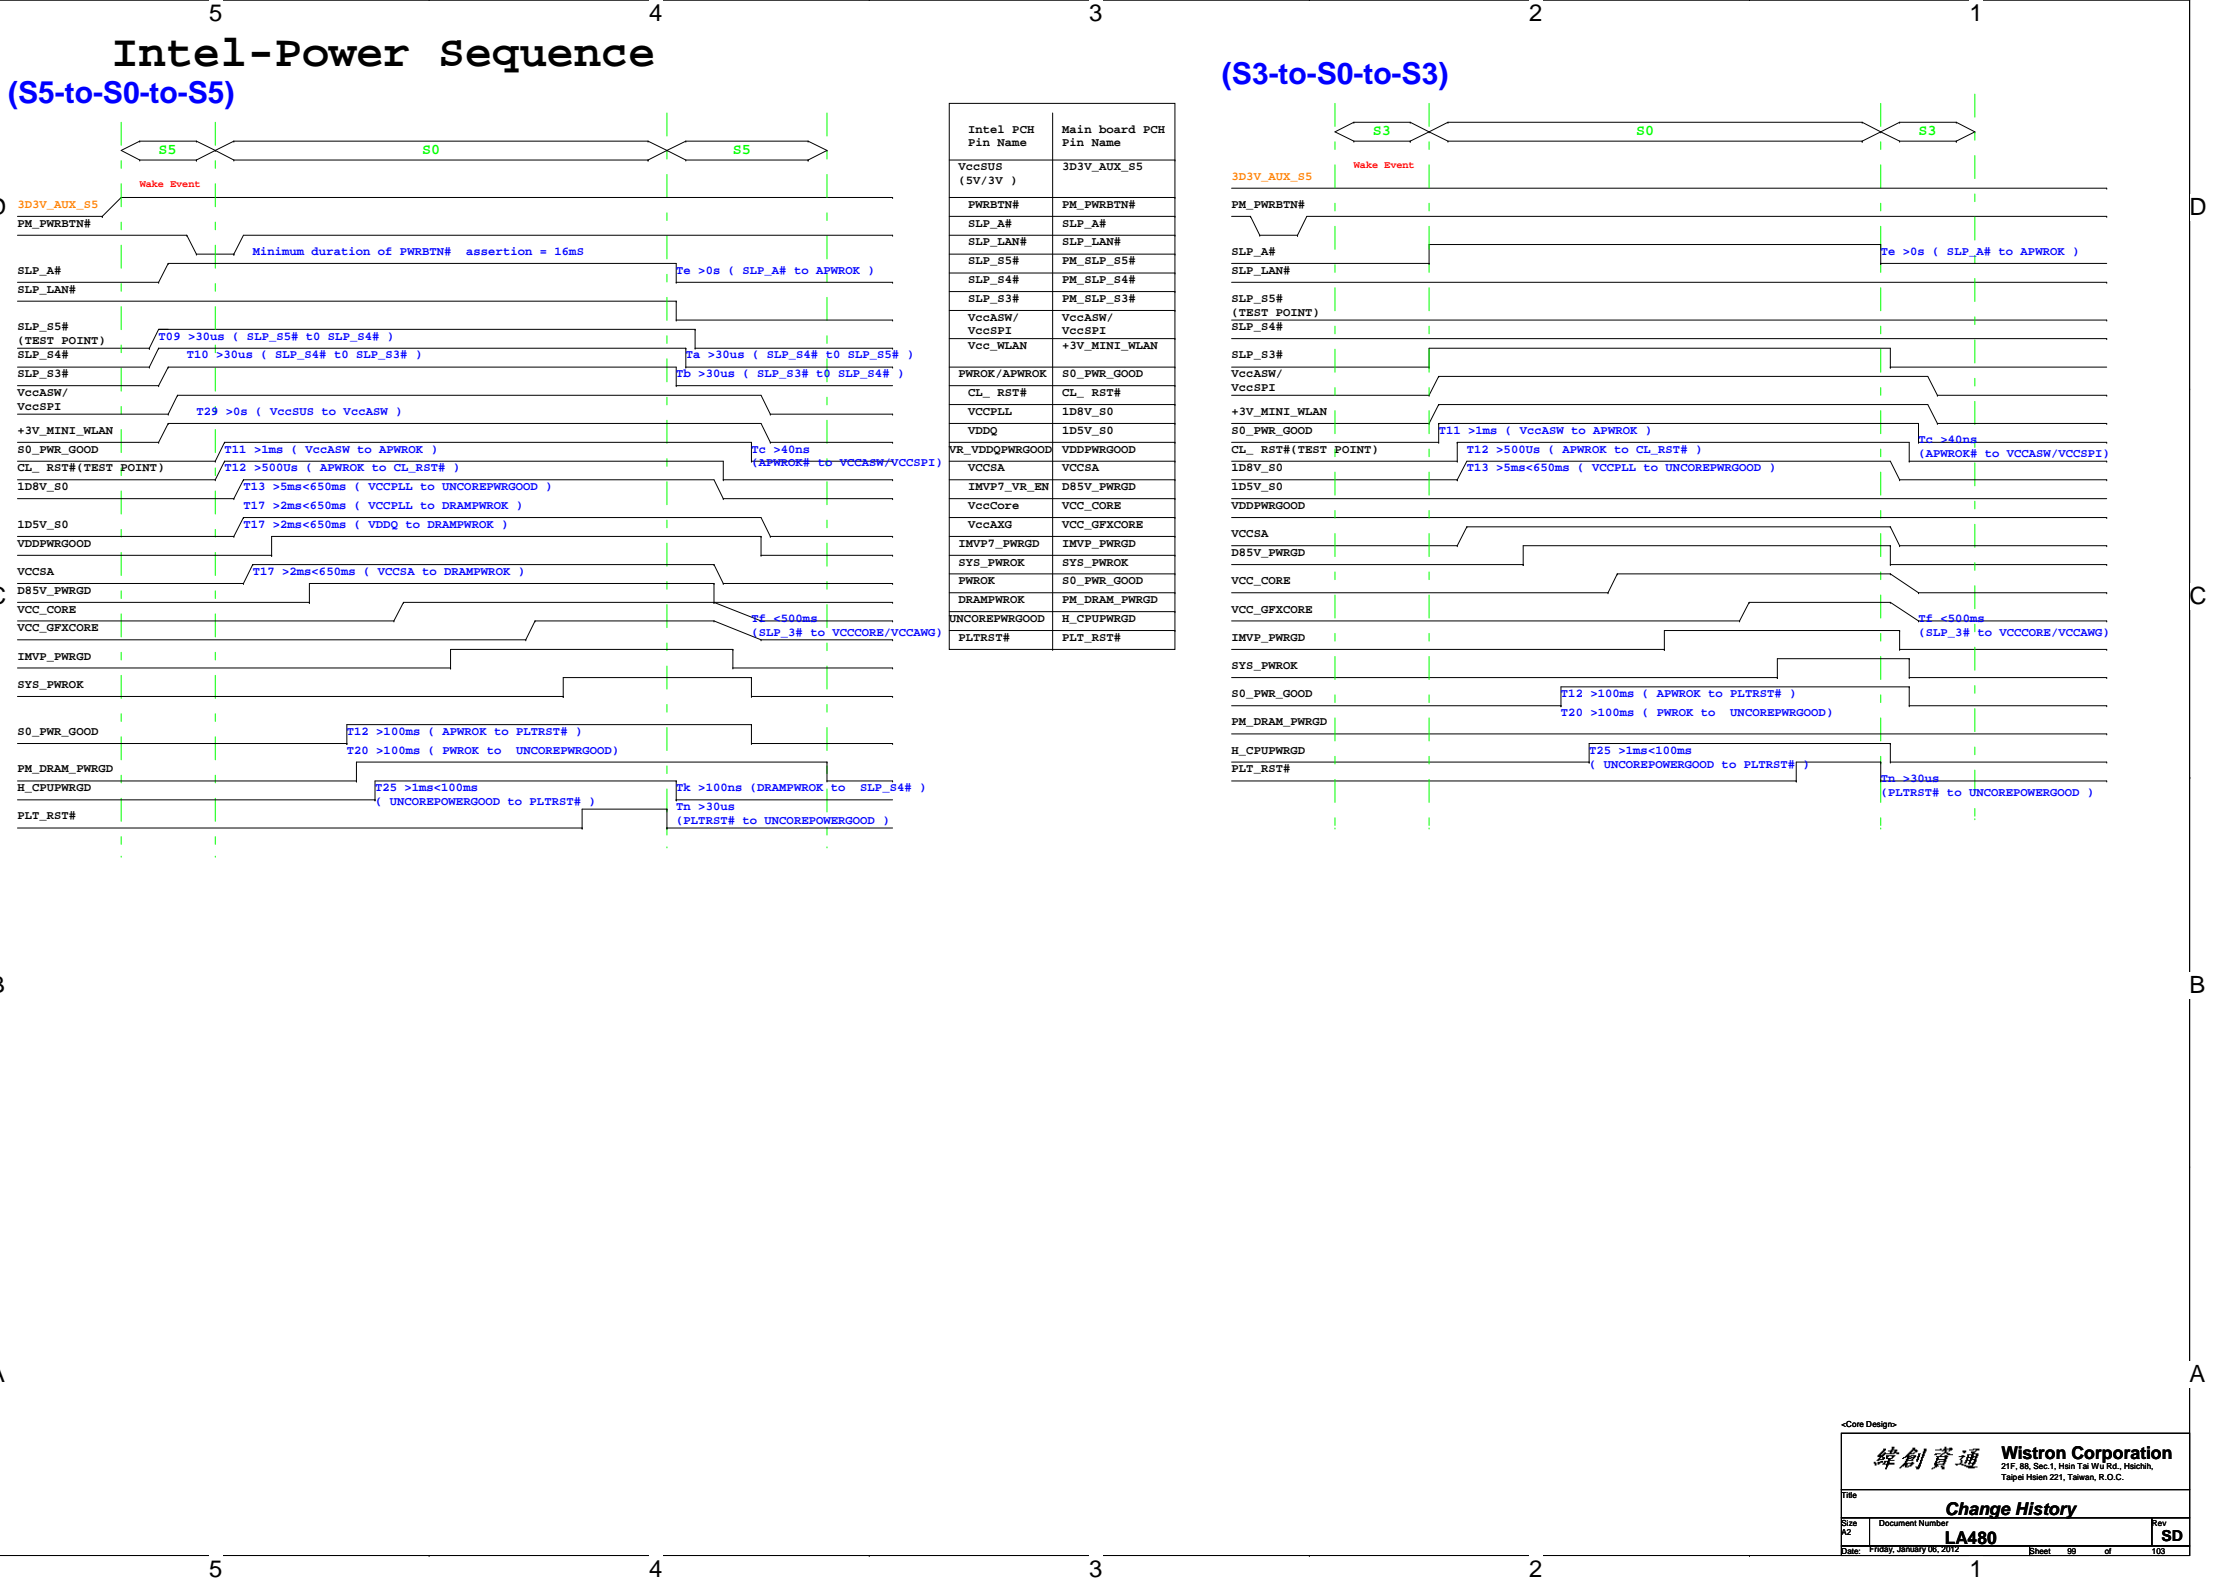 5 4 3 2 1
Intel-Power Sequence
(S5-to-S0-to-S5)
S5 S0 S5
Wake Event
3D3V_AUX_S5
PM_PWRBTN#
Minimum duration of PWRBTN# assertion = 16mS
SLP_A#
Te >0s ( SLP_A# to APWROK )
SLP_LAN#
SLP_S5#
(TEST POINT)
T09 >30us ( SLP_S5# t0 SLP_S4# )
SLP_S4#
T10 >30us ( SLP_S4# t0 SLP_S3# )
Ta >30us ( SLP_S4# t0 SLP_S5# )
SLP_S3#
Tb >30us ( SLP_S3# t0 SLP_S4# )
VccASW/
VccSPI
T29 >0s ( VccSUS to VccASW )
+3V_MINI_WLAN
S0_PWR_GOOD
T11 >1ms ( VccASW to APWROK )
Tc >40ns
(APWROK# to VCCASW/VCCSPI)
CL_ RST#(TEST POINT)
T12 >500Us ( APWROK to CL_RST# )
1D8V_S0
T13 >5ms<650ms ( VCCPLL to UNCOREPWRGOOD )
T17 >2ms<650ms ( VCCPLL to DRAMPWROK )
1D5V_S0
T17 >2ms<650ms ( VDDQ to DRAMPWROK )
VDDPWRGOOD
VCCSA
T17 >2ms<650ms ( VCCSA to DRAMPWROK )
D85V_PWRGD
VCC_CORE
Tf <500ms
(SLP_3# to VCCCORE/VCCAWG)
VCC_GFXCORE
IMVP_PWRGD
SYS_PWROK
S0_PWR_GOOD
T12 >100ms ( APWROK to PLTRST# )
T20 >100ms ( PWROK to UNCOREPWRGOOD)
PM_DRAM_PWRGD
H_CPUPWRGD
T25 >1ms<100ms
( UNCOREPOWERGOOD to PLTRST# )
Tk >100ns (DRAMPWROK to SLP_S4# )
Tn >30us
(PLTRST# to UNCOREPOWERGOOD )
PLT_RST#
Intel PCH Pin Name Main board PCH Pin Name
VccSUS (5V/3V ) 3D3V_AUX_S5
PWRBTN# PM_PWRBTN#
SLP_A# SLP_A#
SLP_LAN# SLP_LAN#
SLP_S5# PM_SLP_S5#
SLP_S4# PM_SLP_S4#
SLP_S3# PM_SLP_S3#
VccASW/ VccSPI VccASW/ VccSPI
Vcc_WLAN +3V_MINI_WLAN
PWROK/APWROK S0_PWR_GOOD
CL_ RST# CL_ RST#
VCCPLL 1D8V_S0
VDDQ 1D5V_S0
VR_VDDQPWRGOOD VDDPWRGOOD
VCCSA VCCSA
IMVP7_VR_EN D85V_PWRGD
VccCore VCC_CORE
VccAXG VCC_GFXCORE
IMVP7_PWRGD IMVP_PWRGD
SYS_PWROK SYS_PWROK
PWROK S0_PWR_GOOD
DRAMPWROK PM_DRAM_PWRGD
UNCOREPWRGOOD H_CPUPWRGD
PLTRST# PLT_RST#
(S3-to-S0-to-S3)
S3 S0 S3
Wake Event
3D3V_AUX_S5
PM_PWRBTN#
SLP_A#
Te >0s ( SLP_A# to APWROK )
SLP_LAN#
SLP_S5#
(TEST POINT)
SLP_S4#
SLP_S3#
VccASW/
VccSPI
+3V_MINI_WLAN
S0_PWR_GOOD
T11 >1ms ( VccASW to APWROK )
Tc >40ns
(APWROK# to VCCASW/VCCSPI)
CL_ RST#(TEST POINT)
T12 >500Us ( APWROK to CL_RST# )
1D8V_S0
T13 >5ms<650ms ( VCCPLL to UNCOREPWRGOOD )
1D5V_S0
VDDPWRGOOD
VCCSA
D85V_PWRGD
VCC_CORE
VCC_GFXCORE
Tf <500ms
(SLP_3# to VCCCORE/VCCAWG)
IMVP_PWRGD
SYS_PWROK
S0_PWR_GOOD
T12 >100ms ( APWROK to PLTRST# )
T20 >100ms ( PWROK to UNCOREPWRGOOD)
PM_DRAM_PWRGD
H_CPUPWRGD
T25 >1ms<100ms
( UNCOREPOWERGOOD to PLTRST# )
PLT_RST#
Tn >30us
(PLTRST# to UNCOREPOWERGOOD )
D D
C C
B B
A A
<Core Design>
緯創資通 Wistron Corporation
21F, 88, Sec.1, Hsin Tai Wu Rd., Hsichih,
Taipei Hsien 221, Taiwan, R.O.C.
Title
Change History
Size Document Number Rev
A2 LA480 SD
Date: Friday, January 06, 2012 Sheet 99 of 103
5 4 3 2 1